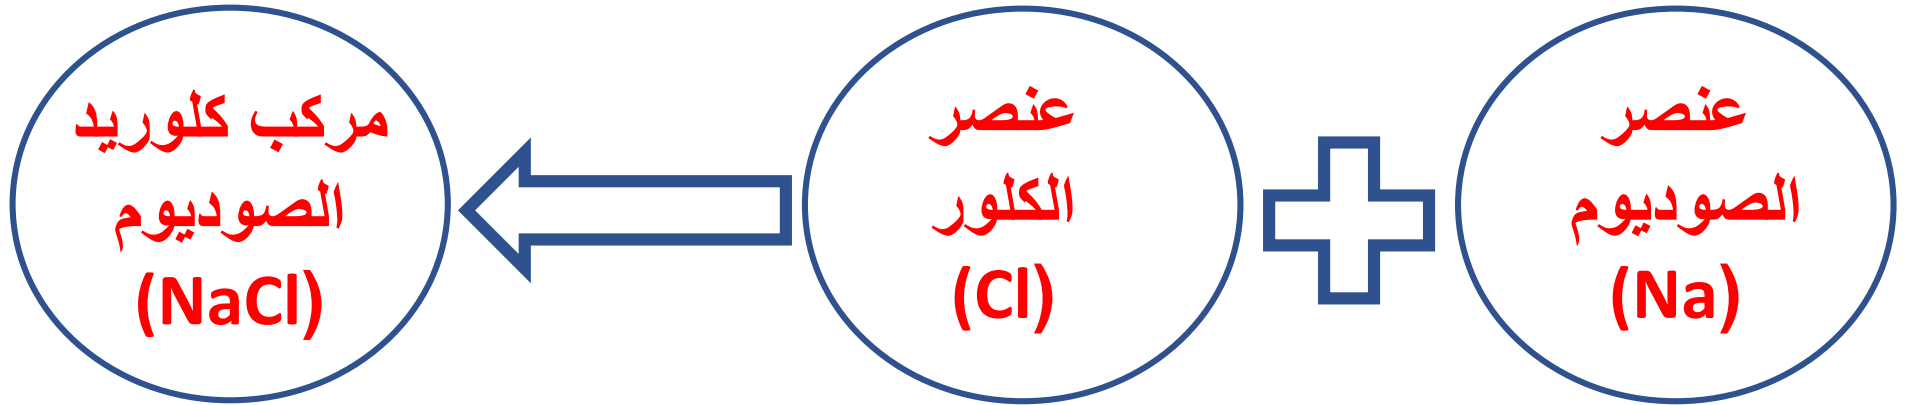 عنصر
الصوديوم
(Na)
عنصر
الكلور
(Cl)
مركب كلوريد
الصوديوم
(NaCl)